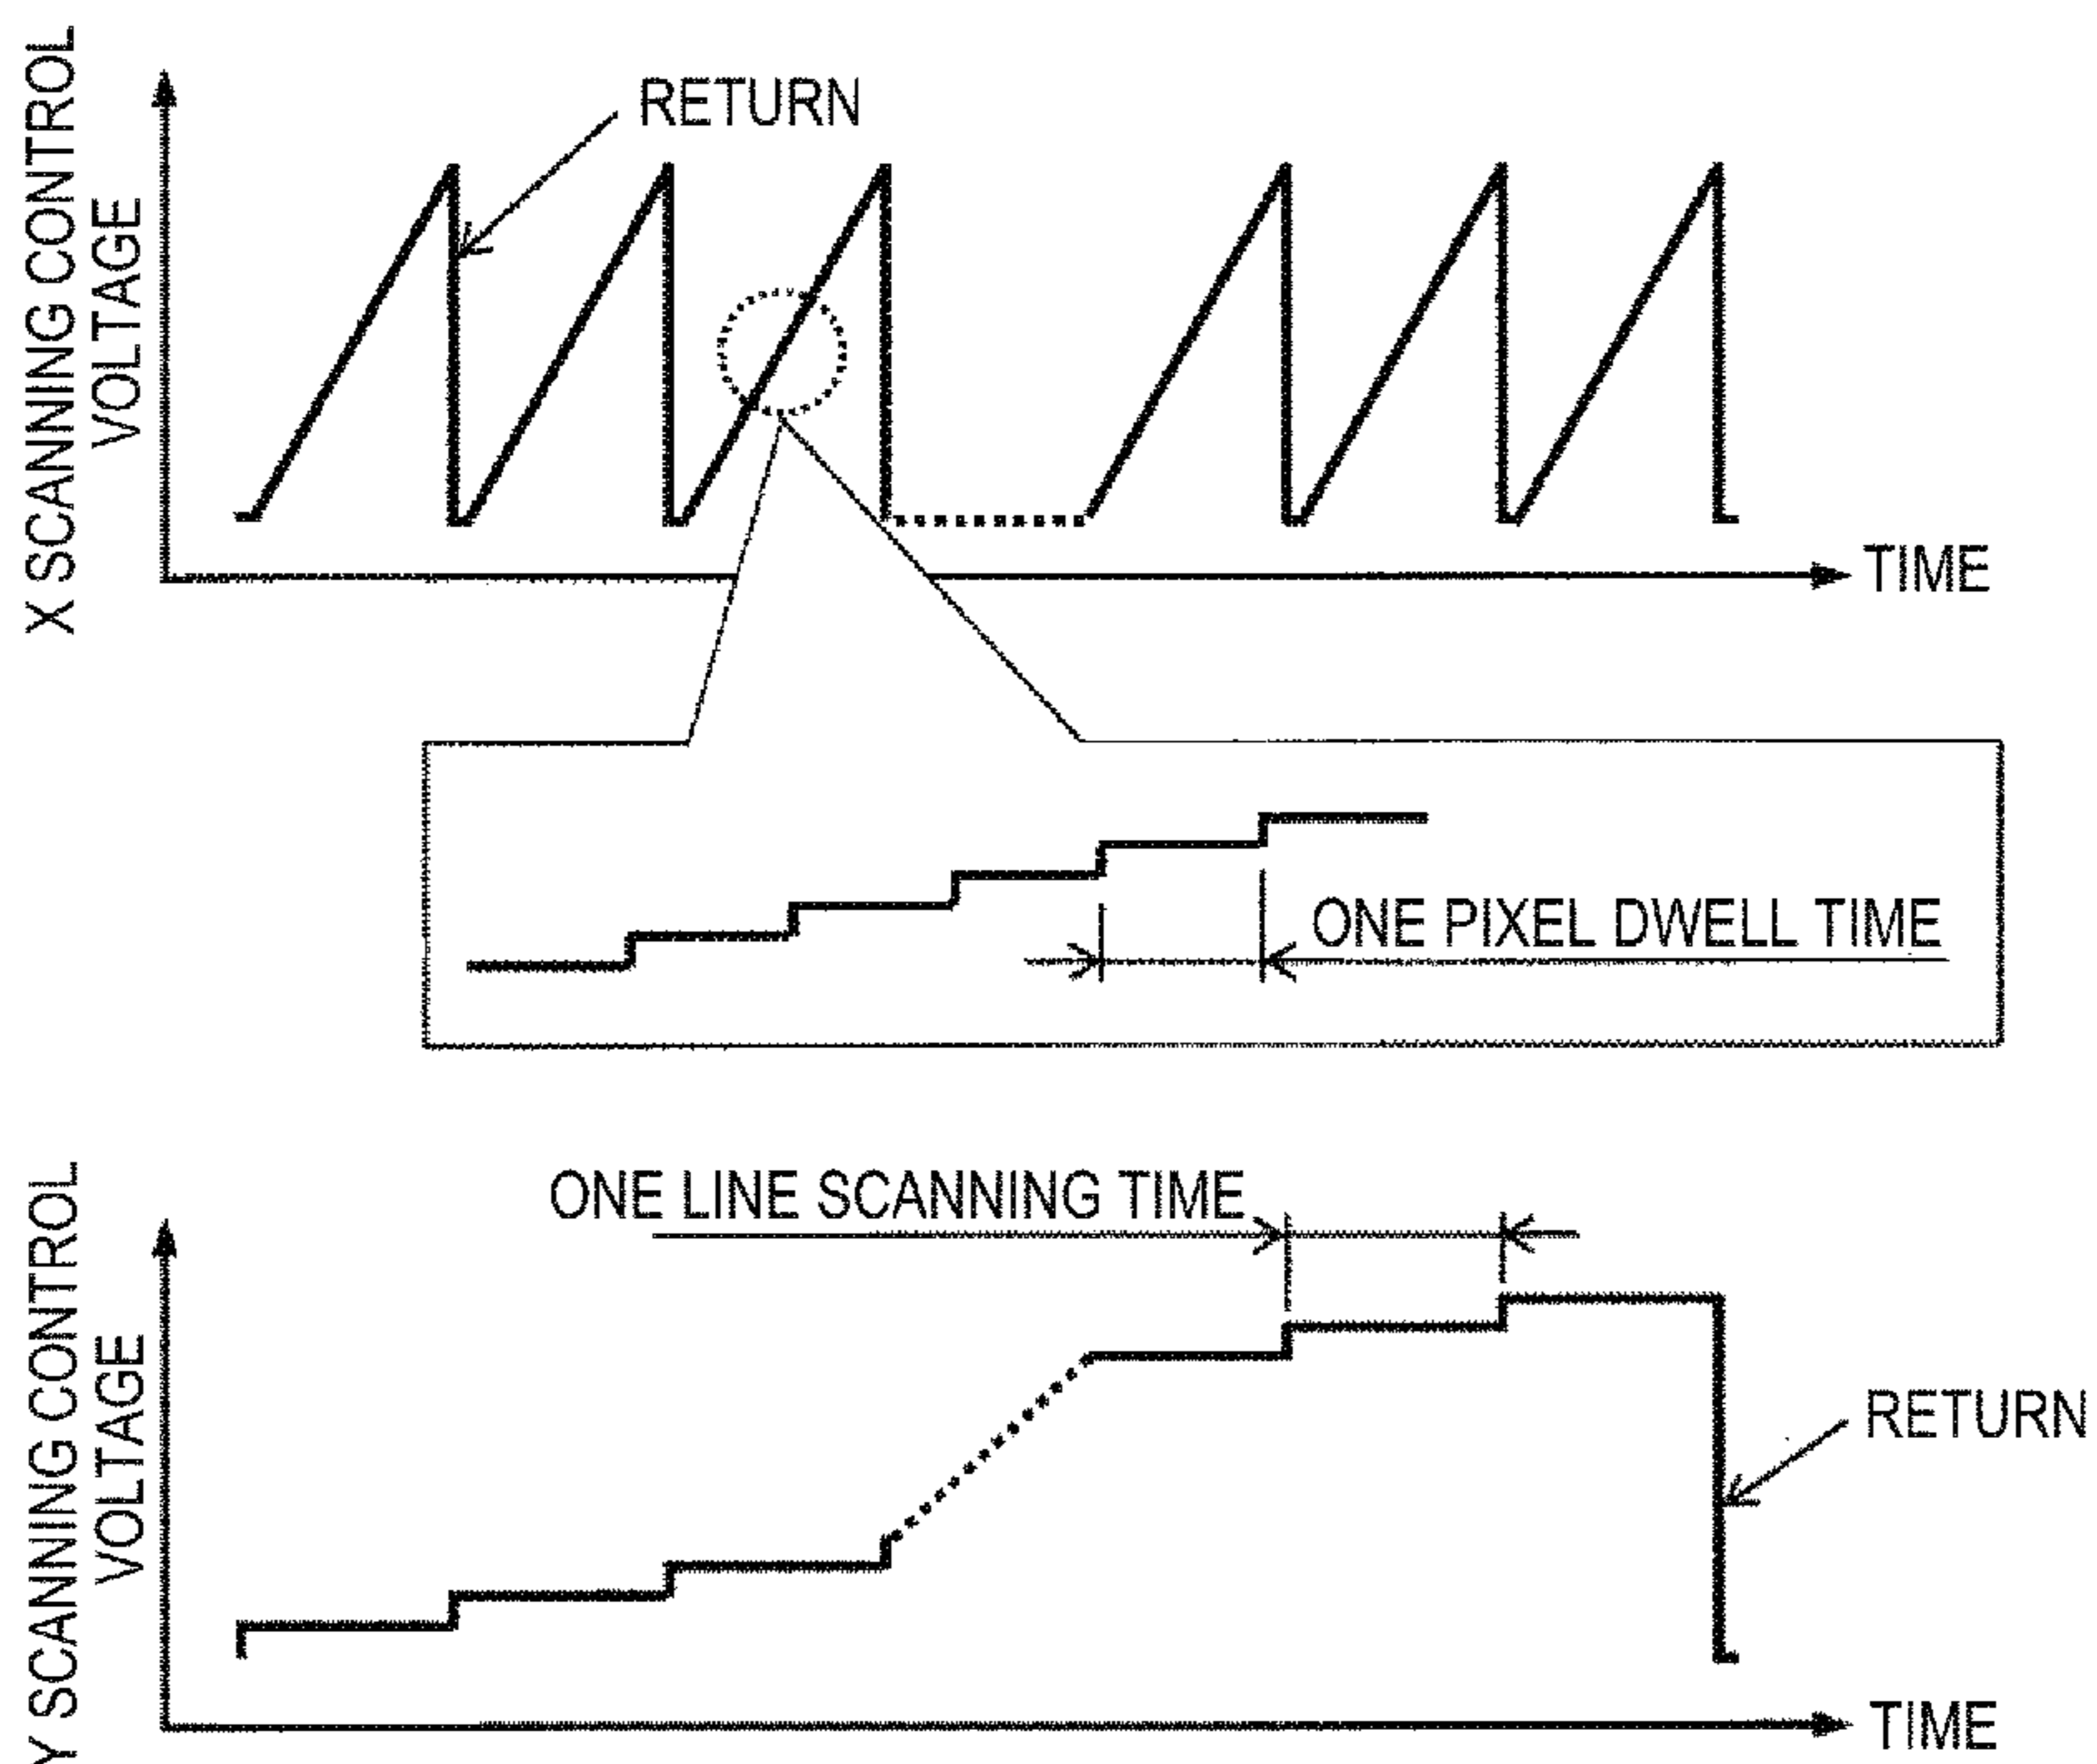 X SCANNING CONTROL
VOLTAGE
RETURN
TIME
ONE PIXEL DWELL TIME
ONE LINE SCANNING TIME
Y SCANNING CONTROL
VOLTAGE
RETURN
TIME